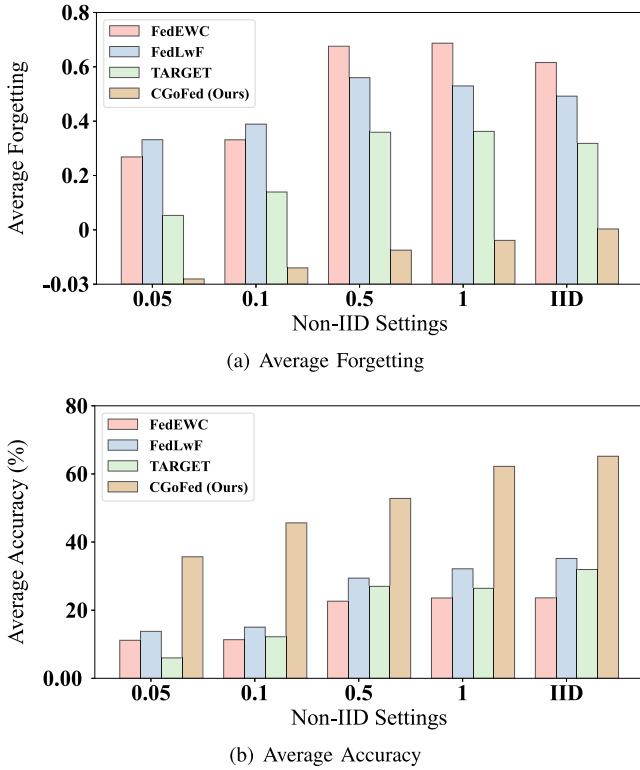 0.8
0.6
0.4
0.2
0
-0.03
Average Forgetting
FedEWC
FedLwF
TARGET
CGoFed (Ours)
0.05 0.1 0.5 1 IID
Non-IID Settings
(a) Average Forgetting
80
60
40
20
0.00
Average Accuracy (%)
FedEWC
FedLwF
TARGET
CGoFed (Ours)
0.05 0.1 0.5 1 IID
Non-IID Settings
(b) Average Accuracy